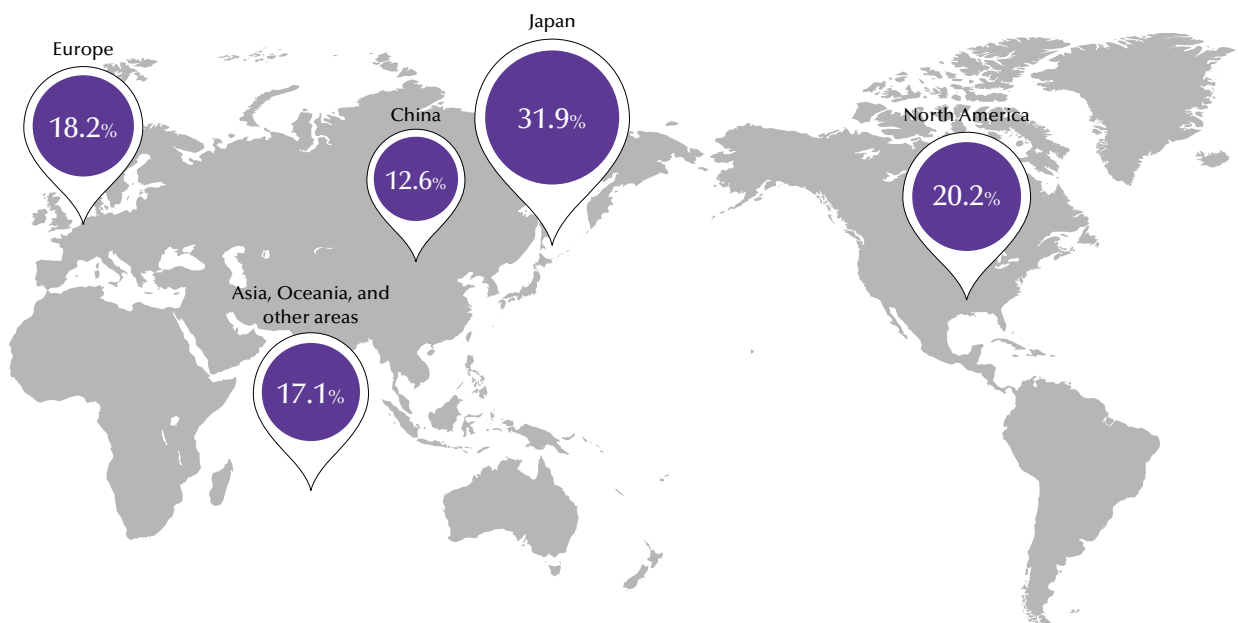 Japan
31.9%
Europe
18.2%
China
12.6%
North America
20.2%
Asia, Oceania, and
other areas
17.1%